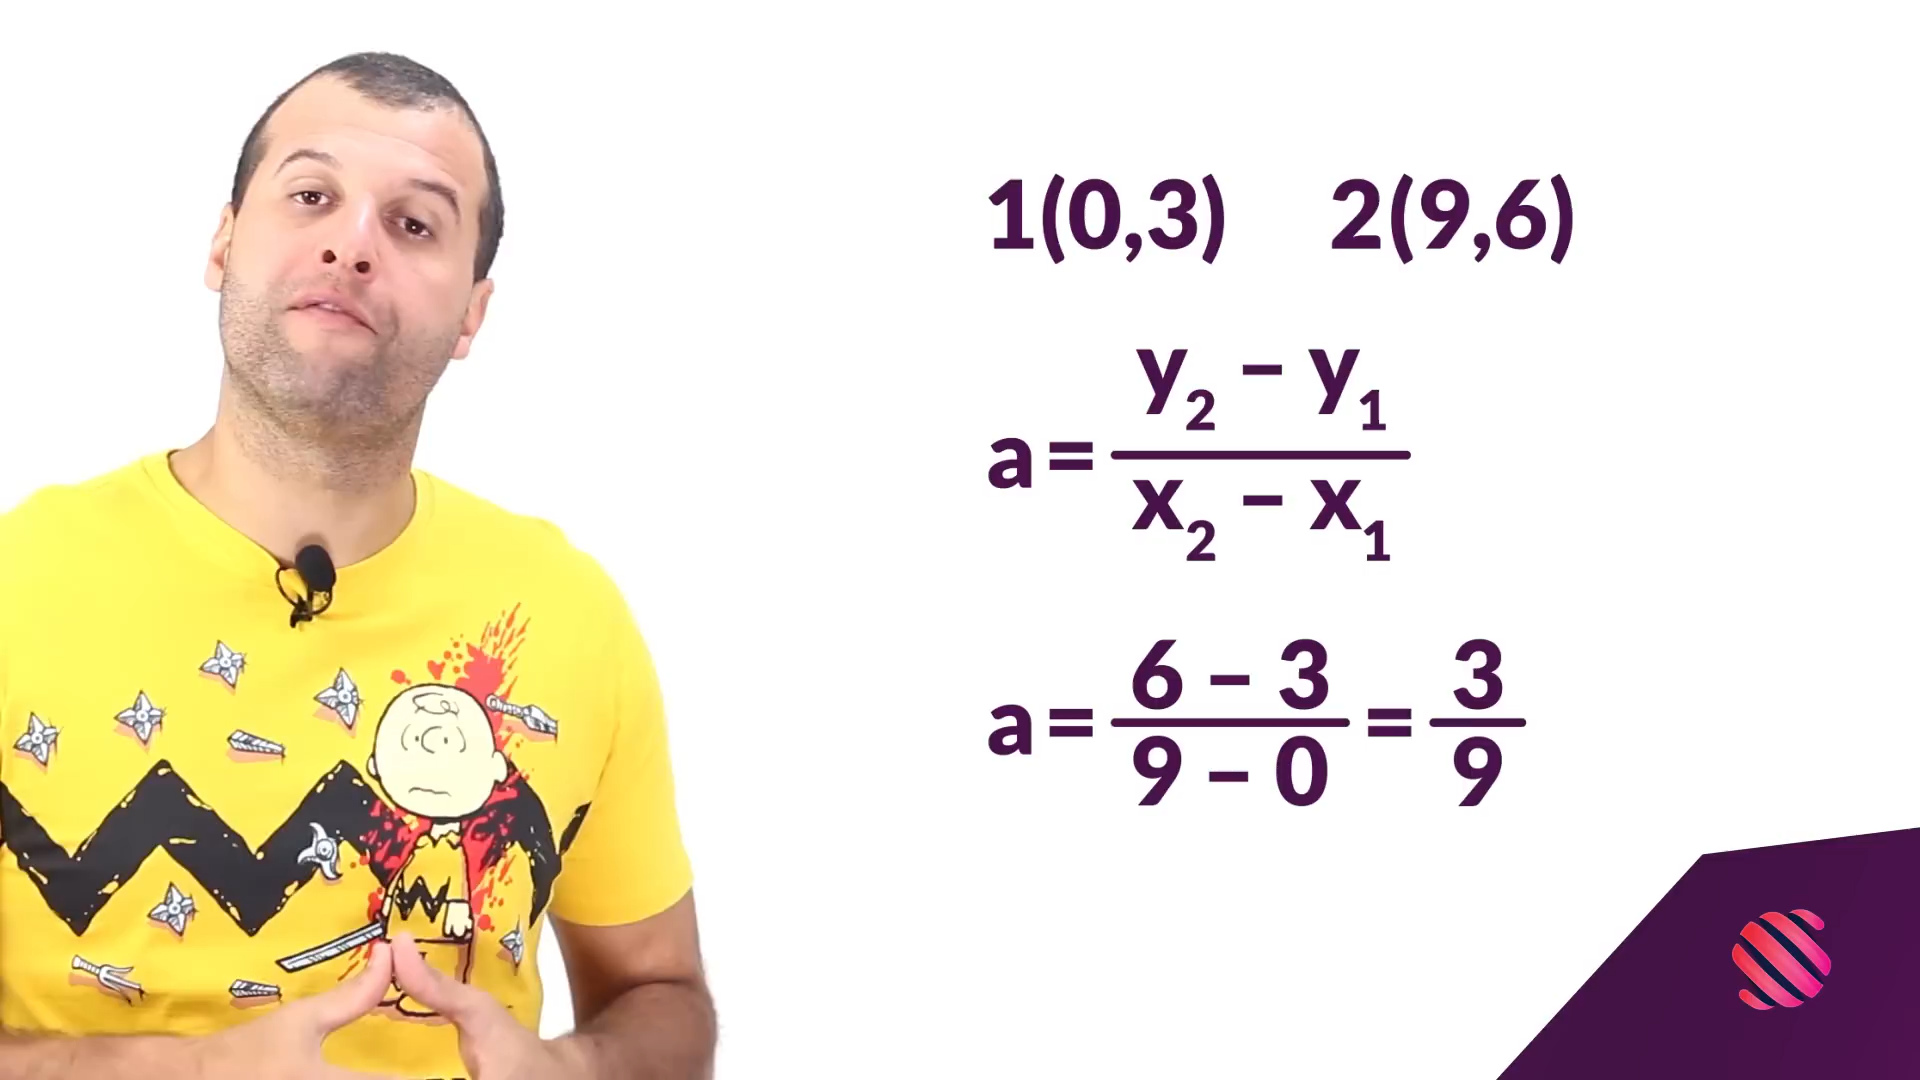 1(0,3) 2(9,6)
a = y₂ – y₁ / x₂ – x₁
a = 6 – 3 / 9 – 0 = 3 / 9